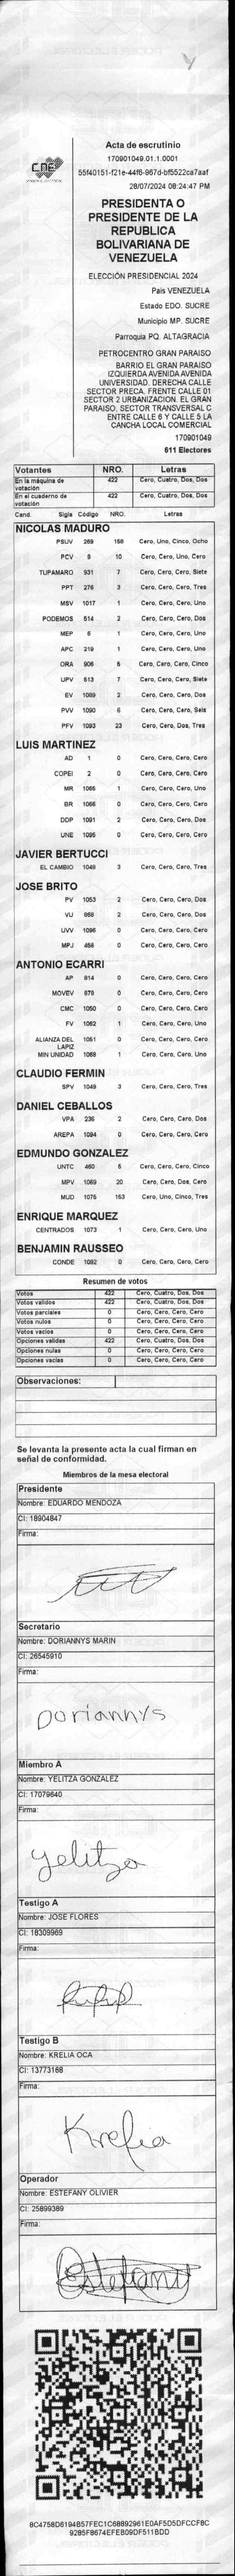 CNE
Acta de escrutinio
170901049.01.1.0001
55f40151-f21e-44f6-967d-bf5522ca7aaf
28/07/2024 08:24:47 PM
PRESIDENTA O
PRESIDENTE DE LA
REPUBLICA
BOLIVARIANA DE
VENEZUELA
ELECCIÓN PRESIDENCIAL 2024
Pais VENEZUELA
Estado EDO. SUCRE
Municipio MP. SUCRE
Parroquia PQ. ALTAGRACIA
PETROCENTRO GRAN PARAISO
BARRIO EL GRAN PARAISO
IZQUIERDA AVENIDA AVENIDA
UNIVERSIDAD. DERECHA CALLE
SECTOR PRECA. FRENTE CALLE 01
SECTOR 2 URBANIZACION. EL GRAN
PARAISO, SECTOR TRANSVERSAL C
ENTRE CALLE 6 Y CALLE 5 LA
CANCHA LOCAL COMERCIAL
170901049
611 Electores
Votantes NRO. Letras
En la máquina de votación 422 Cero, Cuatro, Dos, Dos
En el cuaderno de votación 422 Cero, Cuatro, Dos, Dos
Cand. Sigla Código NRO. Letras
NICOLAS MADURO
PSUV 269 158 Cero, Uno, Cinco, Ocho
PCV 9 10 Cero, Cero, Uno, Cero
TUPAMARO 931 7 Cero, Cero, Cero, Siete
PPT 276 3 Cero, Cero, Cero, Tres
MSV 1017 1 Cero, Cero, Cero, Uno
PODEMOS 514 2 Cero, Cero, Cero, Dos
MEP 6 1 Cero, Cero, Cero, Uno
APC 219 1 Cero, Cero, Cero, Uno
ORA 906 5 Cero, Cero, Cero, Cinco
UPV 613 7 Cero, Cero, Cero, Siete
EV 1089 2 Cero, Cero, Cero, Dos
PVV 1090 6 Cero, Cero, Cero, Seis
PFV 1093 23 Cero, Cero, Dos, Tres
LUIS MARTINEZ
AD 1 0 Cero, Cero, Cero, Cero
COPEI 2 0 Cero, Cero, Cero, Cero
MR 1065 1 Cero, Cero, Cero, Uno
BR 1066 0 Cero, Cero, Cero, Cero
DDP 1091 2 Cero, Cero, Cero, Dos
UNE 1095 0 Cero, Cero, Cero, Cero
JAVIER BERTUCCI
EL CAMBIO 1048 3 Cero, Cero, Cero, Tres
JOSE BRITO
PV 1053 2 Cero, Cero, Cero, Dos
VU 868 2 Cero, Cero, Cero, Dos
UVV 1096 0 Cero, Cero, Cero, Cero
MPJ 458 0 Cero, Cero, Cero, Cero
ANTONIO ECARRI
AP 814 0 Cero, Cero, Cero, Cero
MOVEV 979 0 Cero, Cero, Cero, Cero
CMC 1050 0 Cero, Cero, Cero, Cero
FV 1062 1 Cero, Cero, Cero, Uno
ALIANZA DEL LAPIZ 1051 0 Cero, Cero, Cero, Cero
MIN UNIDAD 1068 1 Cero, Cero, Cero, Uno
CLAUDIO FERMIN
SPV 1049 3 Cero, Cero, Cero, Tres
DANIEL CEBALLOS
VPA 236 2 Cero, Cero, Cero, Dos
AREPA 1094 0 Cero, Cero, Cero, Cero
EDMUNDO GONZALEZ
UNTC 460 5 Cero, Cero, Cero, Cinco
MPV 1069 20 Cero, Cero, Dos, Cero
MUD 1075 153 Cero, Uno, Cinco, Tres
ENRIQUE MARQUEZ
CENTRADOS 1073 1 Cero, Cero, Cero, Uno
BENJAMIN RAUSSEO
CONDE 1092 0 Cero, Cero, Cero, Cero
Resumen de votos
Votos 422 Cero, Cuatro, Dos, Dos
Votos validos 422 Cero, Cuatro, Dos, Dos
Votos parciales 0 Cero, Cero, Cero, Cero
Votos nulos 0 Cero, Cero, Cero, Cero
Votos vacios 0 Cero, Cero, Cero, Cero
Opciones validas 422 Cero, Cuatro, Dos, Dos
Opciones nulas 0 Cero, Cero, Cero, Cero
Opciones vacias 0 Cero, Cero, Cero, Cero
Observaciones:
Se levanta la presente acta la cual firman en
señal de conformidad.
Miembros de la mesa electoral
Presidente
Nombre: EDUARDO MENDOZA
CI: 18904847
Firma:
Secretario
Nombre: DORIANNYS MARIN
CI: 26545910
Firma:
Doriannys
Miembro A
Nombre: YELITZA GONZALEZ
CI: 17079640
Firma:
Yelitza
Testigo A
Nombre: JOSE FLORES
CI: 18309969
Firma:
Testigo B
Nombre: KRELIA OCA
CI: 13773168
Firma:
Krelia
Operador
Nombre: ESTEFANY OLIVIER
CI: 25899389
Firma:
Estefany
8C4758D6194B57FEC1C68892961E0AF5D5DFCCF8C
9285F8674EFEB09DF511BDD